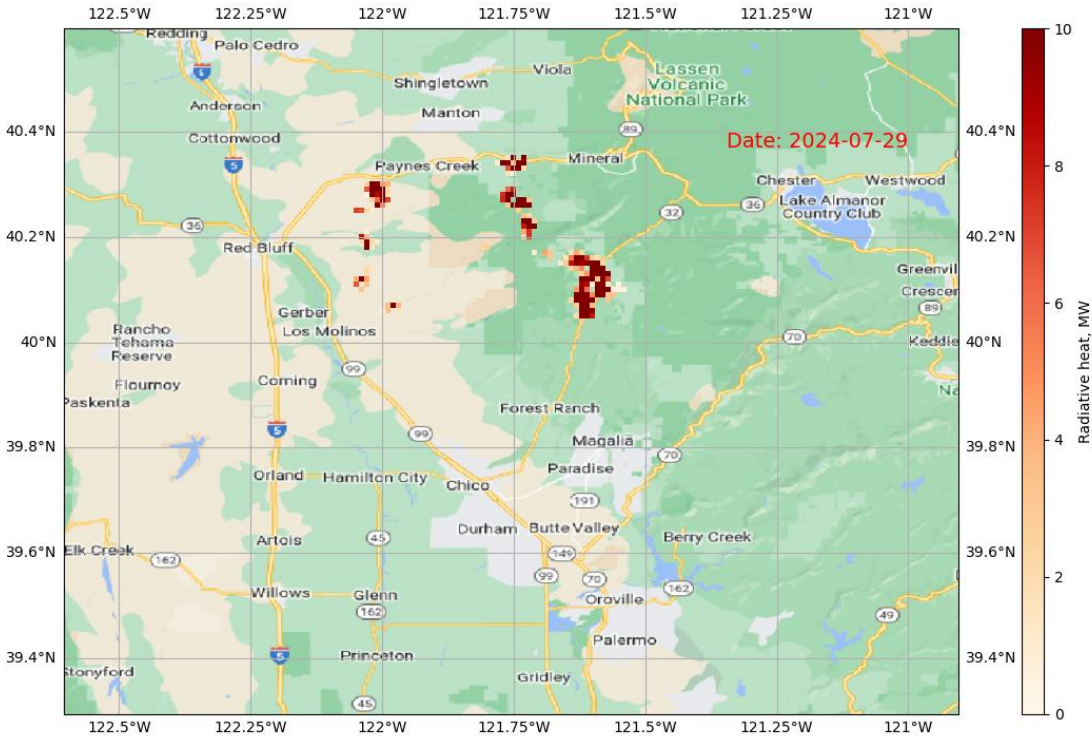 122.5°W 122.25°W 122°W 121.75°W 121.5°W 121.25°W 121°W
10
Redding
Palo Cedro
5
Viola
Lassen
Volcanic
National Park
Shingletown
Anderson
Manton
40.4°N
Cottonwood
89
40.4°N
Date: 2024-07-29
5
Paynes Creek
Mineral
8
Chester
Westwood
Lake Almanor
Country Club
36
32
36
40.2°N
Red Bluff
40.2°N
Greenvil
Crescen
89
Gerber
Los Molinos
6
Rancho
Tehama
Reserve
40°N
70
Keddie
40°N
99
Flournoy
Corning
Na
Paskenta
Forest Ranch
Radiative heat, MW
39.8°N
5
99
Magalia
70
39.8°N
4
Orland
Hamilton City
Chico
Paradise
191
Durham
Butte Valley
Berry Creek
45
Artois
39.6°N
Elk Creek
162
149
39.6°N
99
70
162
2
Willows
Glenn
162
Oroville
49
Palermo
39.4°N
5
Princeton
39.4°N
Stonyford
Gridley
45
0
122.5°W 122.25°W 122°W 121.75°W 121.5°W 121.25°W 121°W